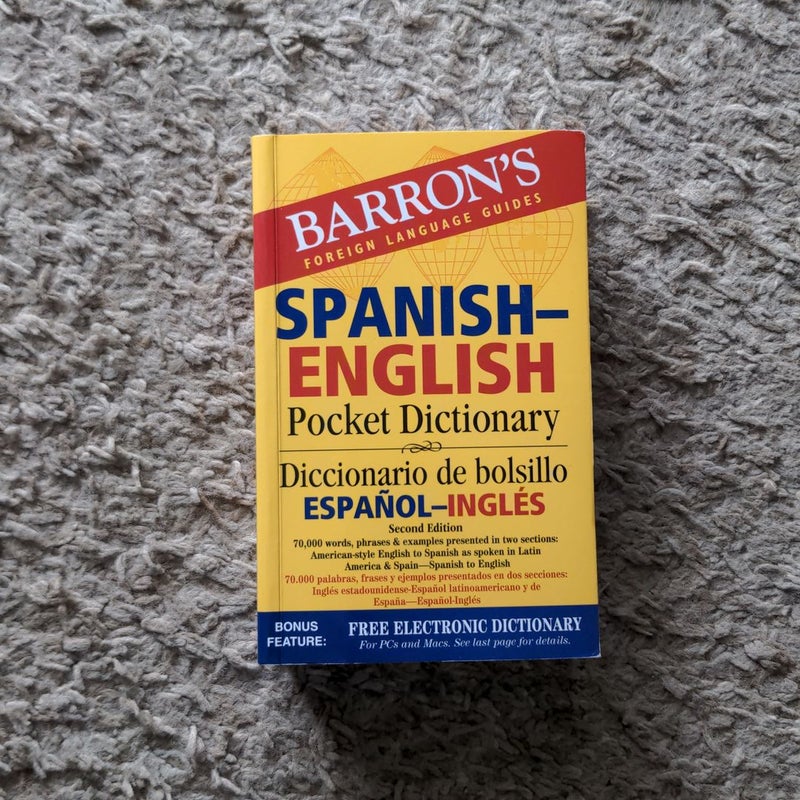 BARRON'S
FOREIGN LANGUAGE GUIDES
SPANISH–
ENGLISH
Pocket Dictionary
Diccionario de bolsillo
ESPAÑOL–INGLÉS
Second Edition
70,000 words, phrases & examples presented in two sections:
American-style English to Spanish as spoken in Latin
America & Spain—Spanish to English
70.000 palabras, frases y ejemplos presentados en dos secciones:
Inglés estadounidense-Español latinoamericano y de
España—Español-Inglés
BONUS
FEATURE:
FREE ELECTRONIC DICTIONARY
For PCs and Macs. See last page for details.